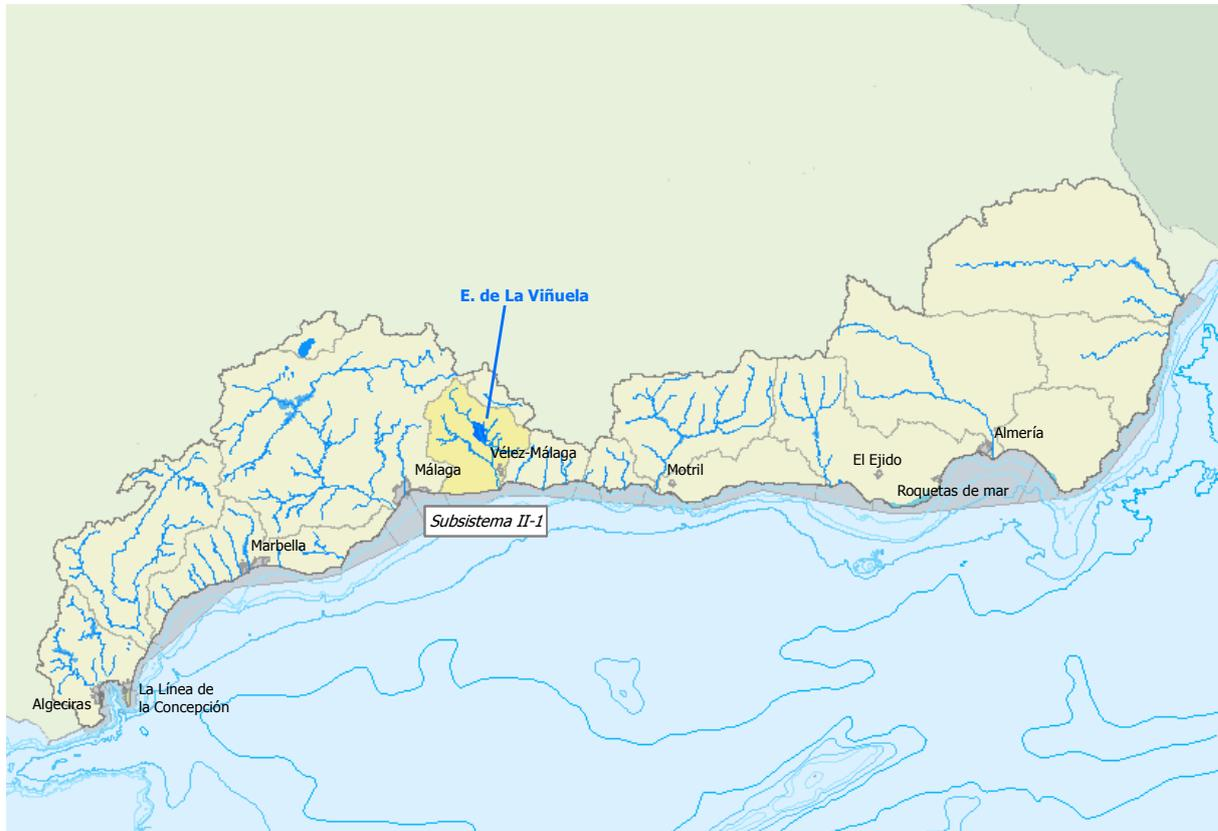 E. de La Viñuela
Almería
Vélez-Málaga
El Ejido
Málaga
Motril
Roquetas de mar
Subsistema II-1
Marbella
La Línea de
la Concepción
Algeciras